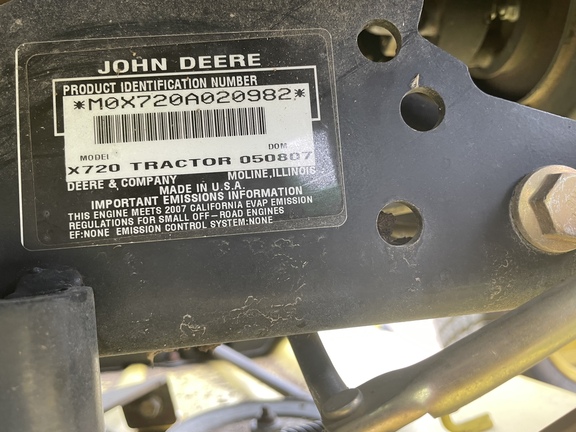 JOHN DEERE
PRODUCT IDENTIFICATION NUMBER
*M0X720A020982*
MODEL DOM
X720 TRACTOR 050807
DEERE & COMPANY MOLINE, ILLINOIS
MADE IN U.S.A.
IMPORTANT EMISSIONS INFORMATION
THIS ENGINE MEETS 2007 CALIFORNIA EVAP EMISSION
REGULATIONS FOR SMALL OFF-ROAD ENGINES
EF:NONE EMISSION CONTROL SYSTEM:NONE